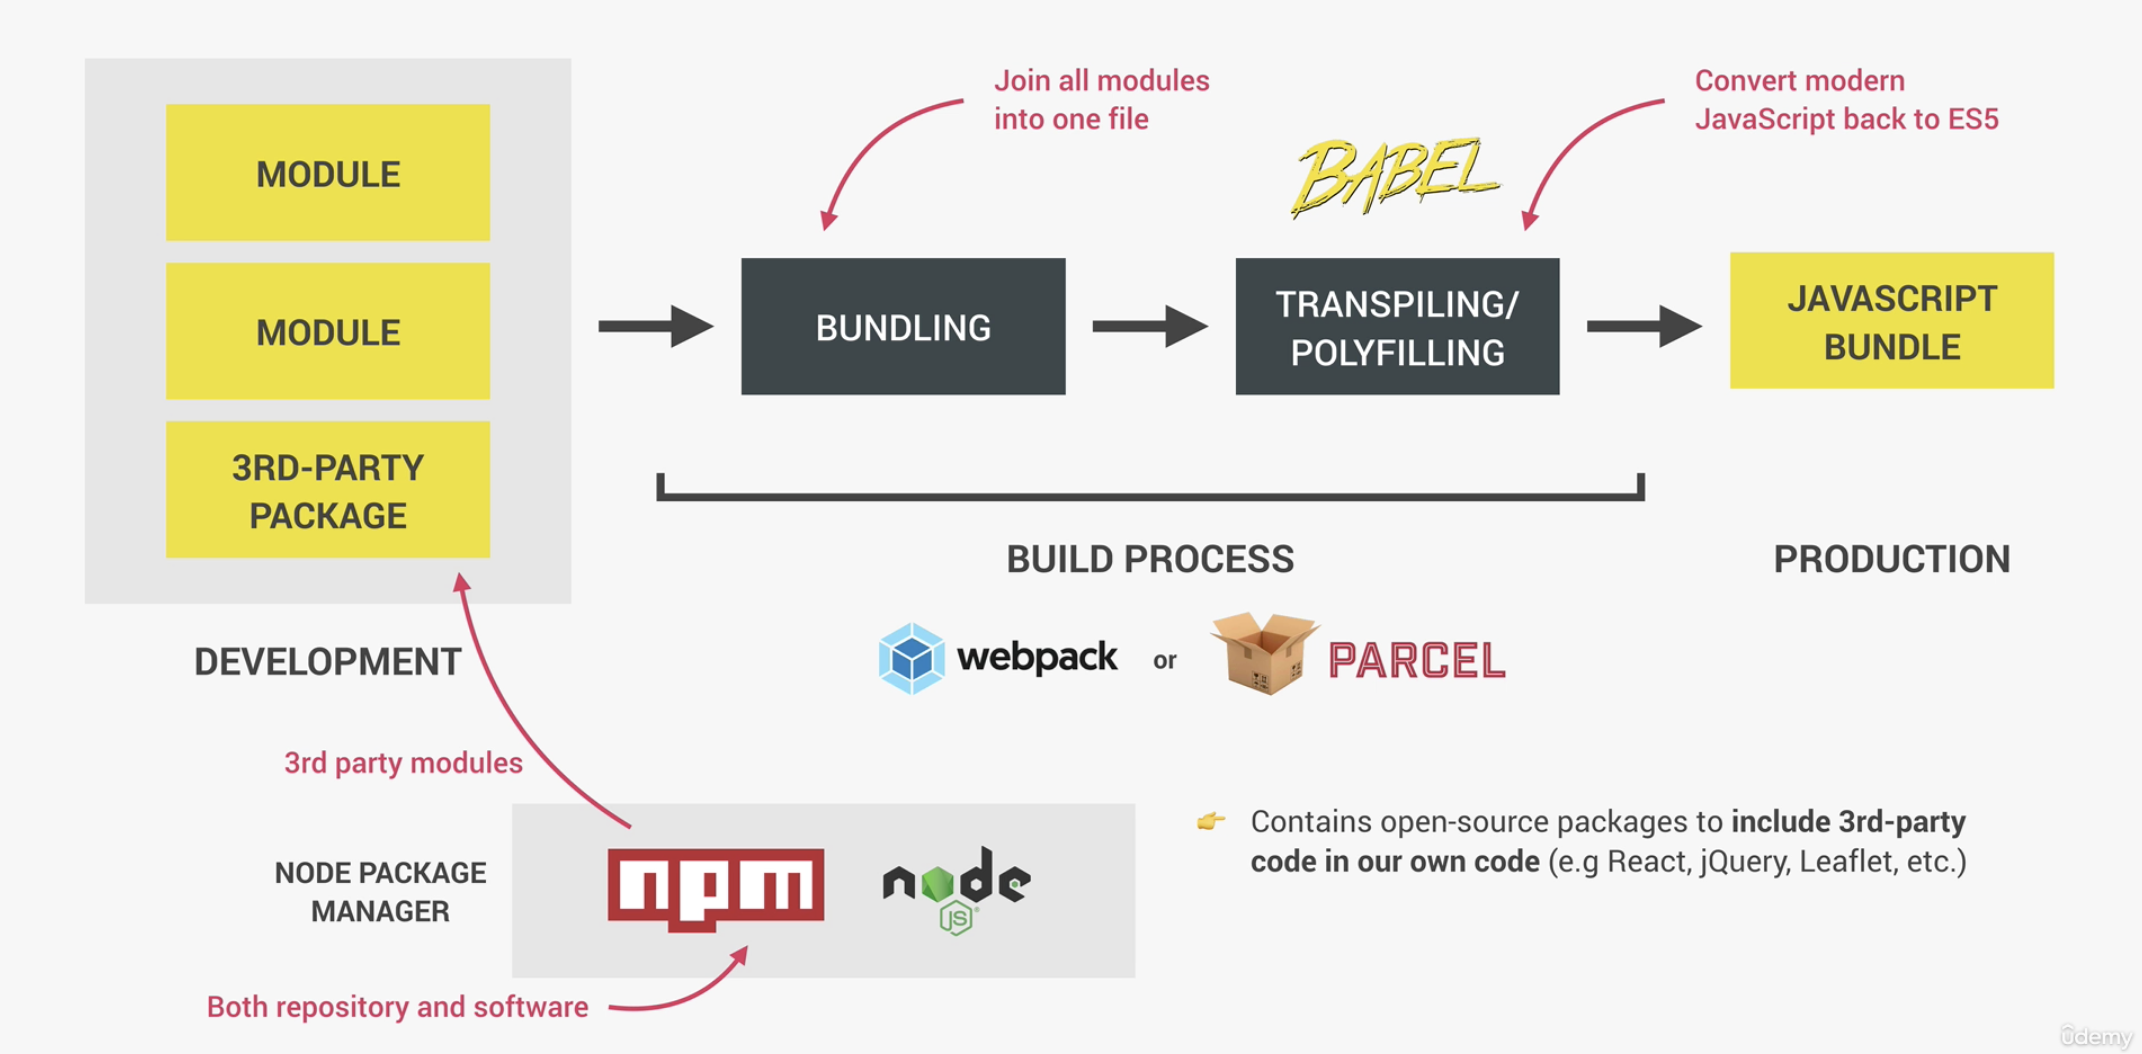 MODULE
MODULE
3RD-PARTY
PACKAGE
DEVELOPMENT
Join all modules
into one file
BUNDLING
BABEL
Convert modern
JavaScript back to ES5
TRANSPILING/
POLYFILLING
JAVASCRIPT
BUNDLE
BUILD PROCESS
PRODUCTION
webpack or PARCEL
3rd party modules
NODE PACKAGE
MANAGER
npm
node
JS
Both repository and software
👉 Contains open-source packages to include 3rd-party
code in our own code (e.g React, jQuery, Leaflet, etc.)
ûdemy